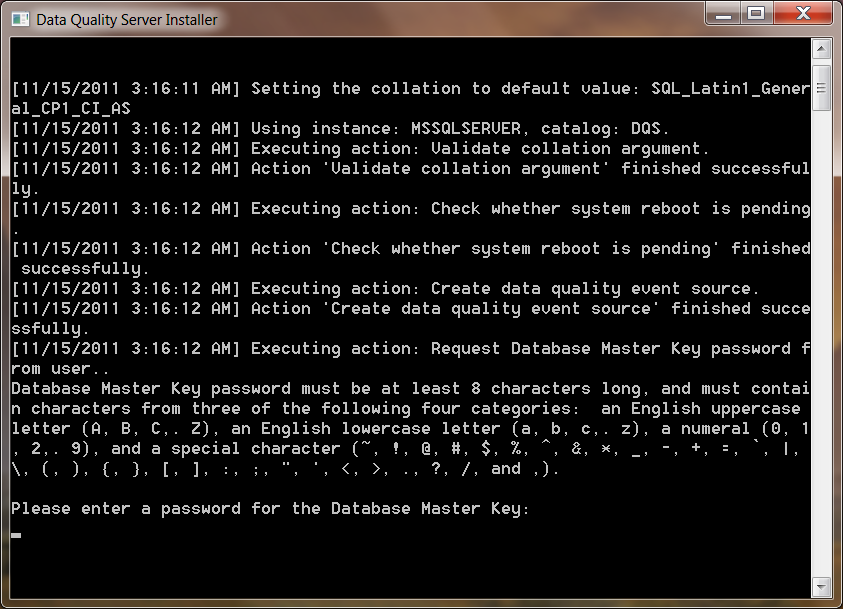 Data Quality Server Installer
[11/15/2011 3:16:11 AM] Setting the collation to default value: SQL_Latin1_Gener
al_CP1_CI_AS
[11/15/2011 3:16:12 AM] Using instance: MSSQLSERVER, catalog: DQS.
[11/15/2011 3:16:12 AM] Executing action: Validate collation argument.
[11/15/2011 3:16:12 AM] Action 'Validate collation argument' finished successful
ly.
[11/15/2011 3:16:12 AM] Executing action: Check whether system reboot is pending
.
[11/15/2011 3:16:12 AM] Action 'Check whether system reboot is pending' finished
 successfully.
[11/15/2011 3:16:12 AM] Executing action: Create data quality event source.
[11/15/2011 3:16:12 AM] Action 'Create data quality event source' finished succe
ssfully.
[11/15/2011 3:16:12 AM] Executing action: Request Database Master Key password f
rom user..
Database Master Key password must be at least 8 characters long, and must contai
n characters from three of the following four categories:  an English uppercase
letter (A, B, C,. Z), an English lowercase letter (a, b, c,. z), a numeral (0, 1
, 2,. 9), and a special character (~, !, @, #, $, %, ^, &, *, _, -, +, =, `, |,
\, (, ), {, }, [, ], :, ;, ", ', <, >, ., ?, /, and ,).
Please enter a password for the Database Master Key: